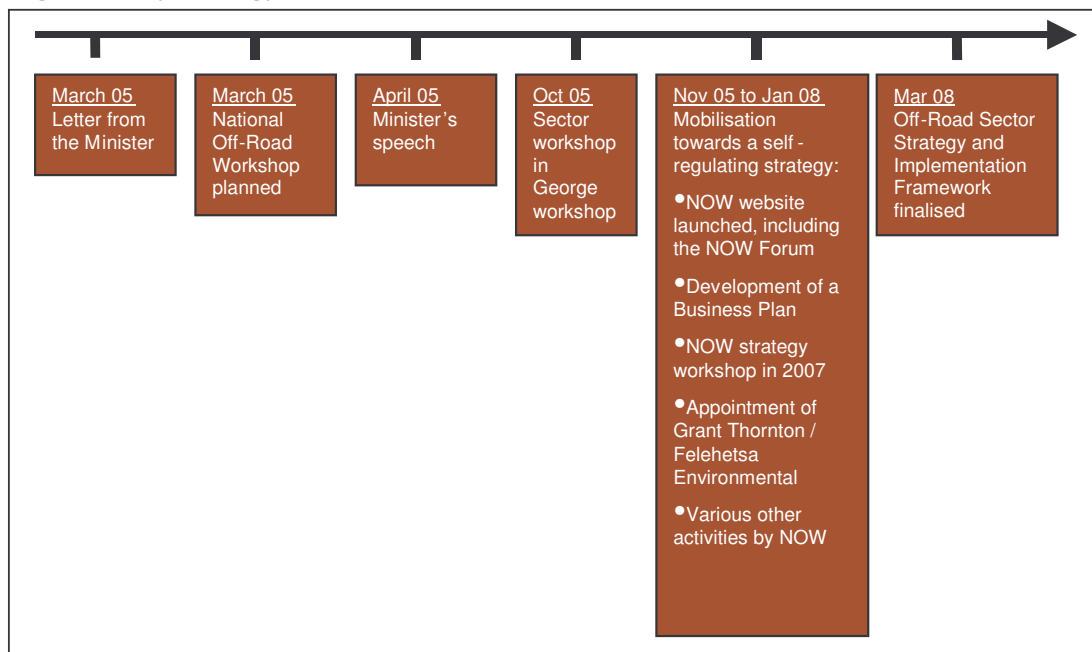 March 05
Letter from
the Minister
March 05
National
Off-Road
Workshop
planned
April 05
Minister's
speech
Oct 05
Sector
workshop
in
George
workshop
Nov 05 to Jan 08
Mobilisation
towards a self -
regulating strategy:
•NOW website
launched, including
the NOW Forum
•Development of a
Business Plan
•NOW strategy
workshop in 2007
•Appointment of
Grant Thornton /
Felehetsa
Environmental
•Various other
activities by NOW
Mar 08
Off-Road Sector
Strategy and
Implementation
Framework
finalised